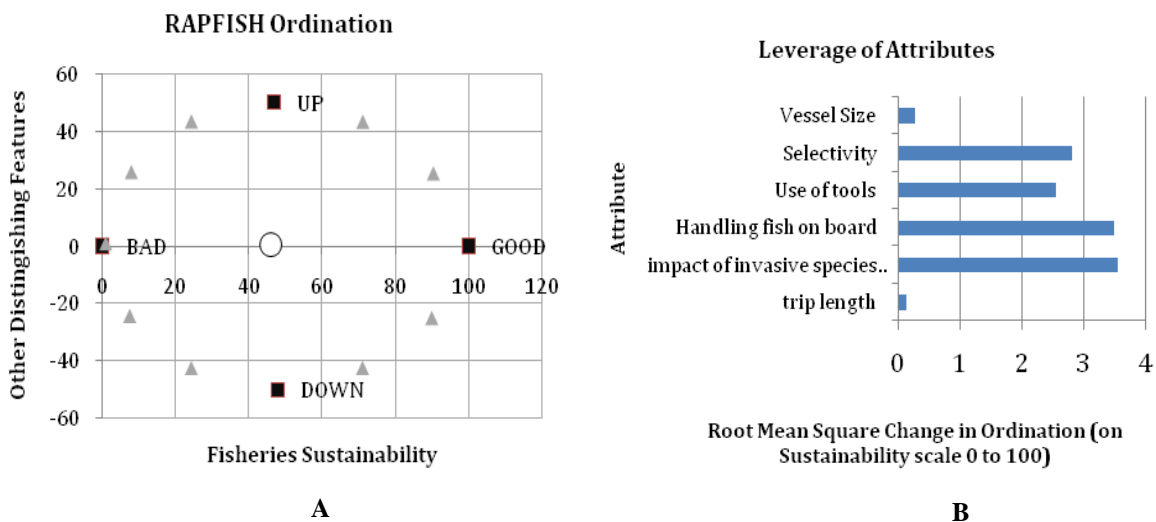 RAPFISH Ordination
Other Distingishing Features
60
40
20
0
-20
-40
-60
UP
BAD
GOOD
DOWN
0 20 40 60 80 100 120
Fisheries Sustainability
A
Leverage of Attributes
Attribute
Vessel Size
Selectivity
Use of tools
Handling fish on board
impact of invasive species..
trip length
0 1 2 3 4
Root Mean Square Change in Ordination (on
Sustainability scale 0 to 100)
B